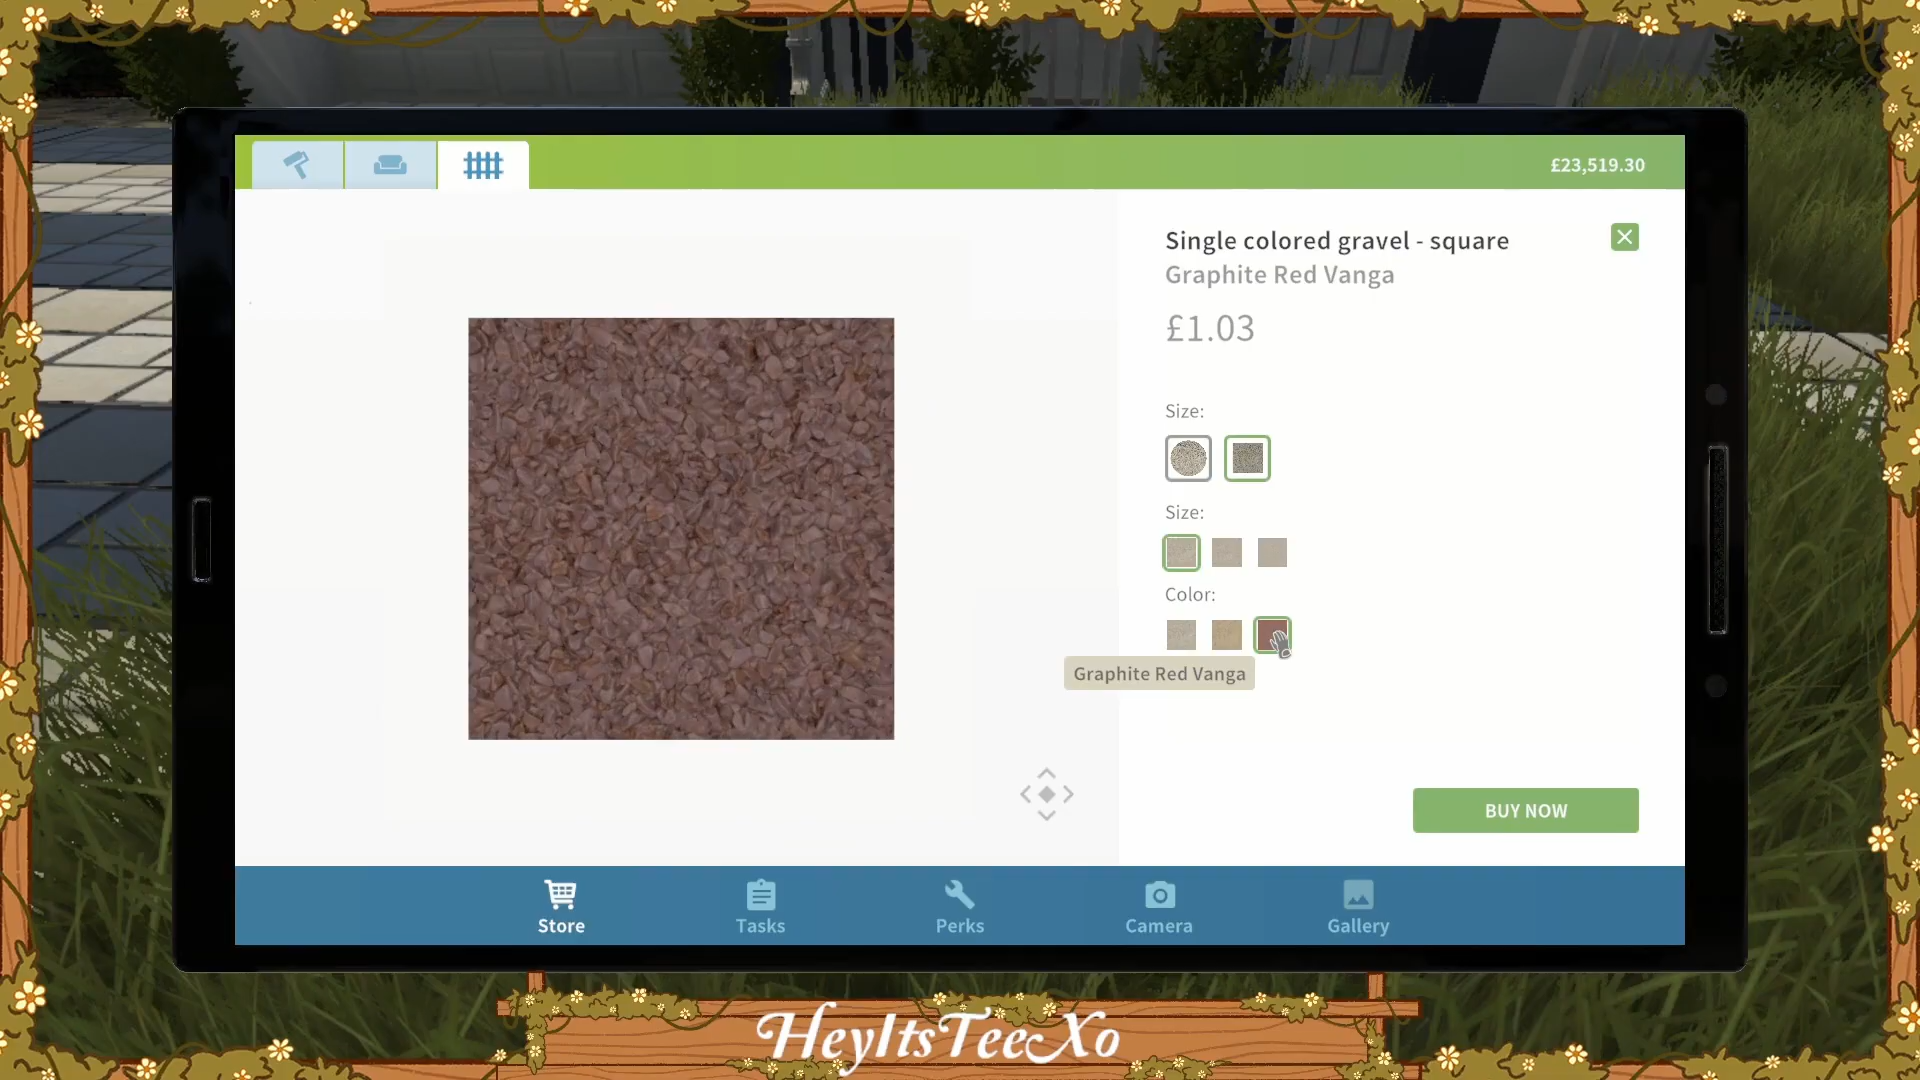 £23,519.30
Single colored gravel - square
Graphite Red Vanga
£1.03
Size:
Size:
Color:
Graphite Red Vanga
BUY NOW
Store
Tasks
Perks
Camera
Gallery
HeyItsTeeXo